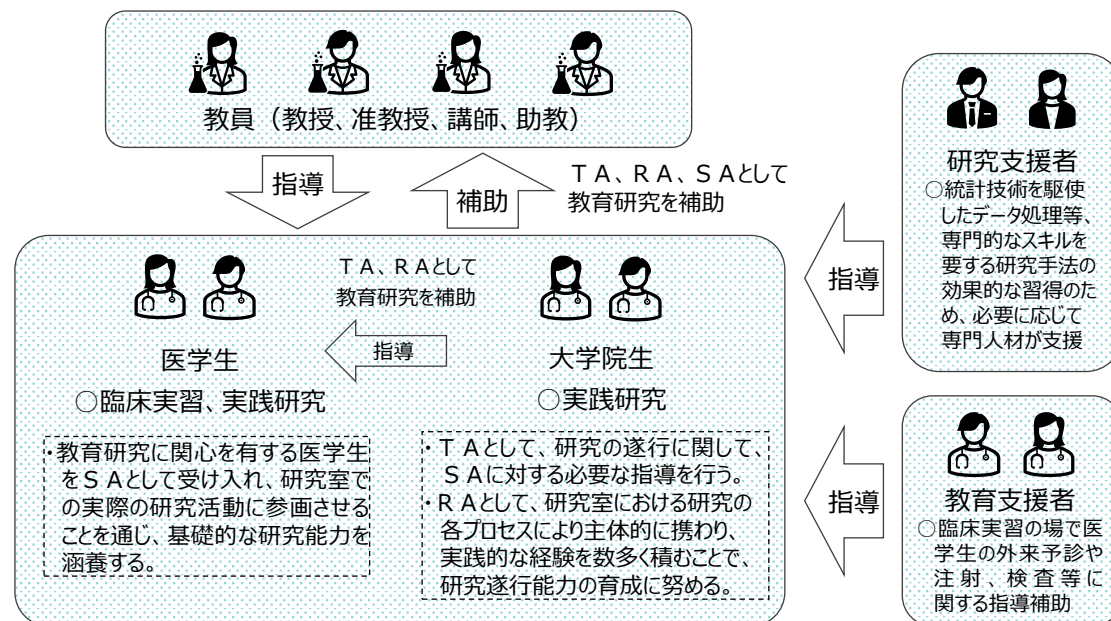 教員（教授、准教授、講師、助教）
指導
補助
ＴＡ、ＲＡ、ＳＡとして
教育研究を補助
ＴＡ、ＲＡとして
教育研究を補助
指導
医学生
○臨床実習、実践研究
・教育研究に関心を有する医学生
をＳＡとして受け入れ、研究室で
の実際の研究活動に参画させる
ことを通じ、基礎的な研究能力を
涵養する。
大学院生
○実践研究
・ＴＡとして、研究の遂行に関して、
ＳＡに対する必要な指導を行う。
・ＲＡとして、研究室における研究の
各プロセスにより主体的に携わり、
実践的な経験を数多く積むことで、
研究遂行能力の育成に努める。
指導
研究支援者
○統計技術を駆使
したデータ処理等、
専門的なスキルを
要する研究手法の
効果的な習得のた
め、必要に応じて
専門人材が支援
指導
教育支援者
○臨床実習の場で医
学生の外来予診や
注射、検査等に
関する指導補助